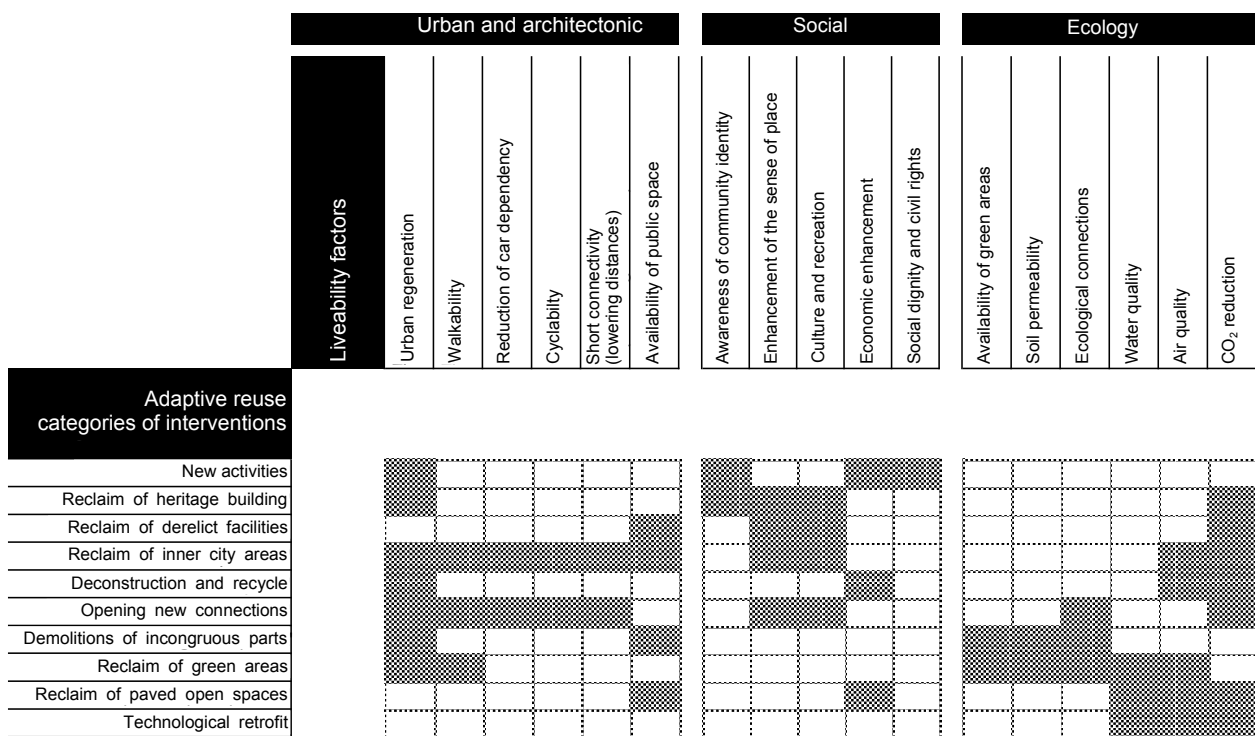 Urban and architectonic
Social
Ecology
Liveability factors
Urban regeneration
Walkability
Reduction of car dependency
Cyclabilty
Short connectivity
(lowering distances)
Availability of public space
Awareness of community identity
Enhancement of the sense of place
Culture and recreation
Economic enhancement
Social dignity and civil rights
Availability of green areas
Soil permeability
Ecological connections
Water quality
Air quality
CO₂ reduction
Adaptive reuse
categories of interventions
New activities
Reclaim of heritage building
Reclaim of derelict facilities
Reclaim of inner city areas
Deconstruction and recycle
Opening new connections
Demolitions of incongruous parts
Reclaim of green areas
Reclaim of paved open spaces
Technological retrofit